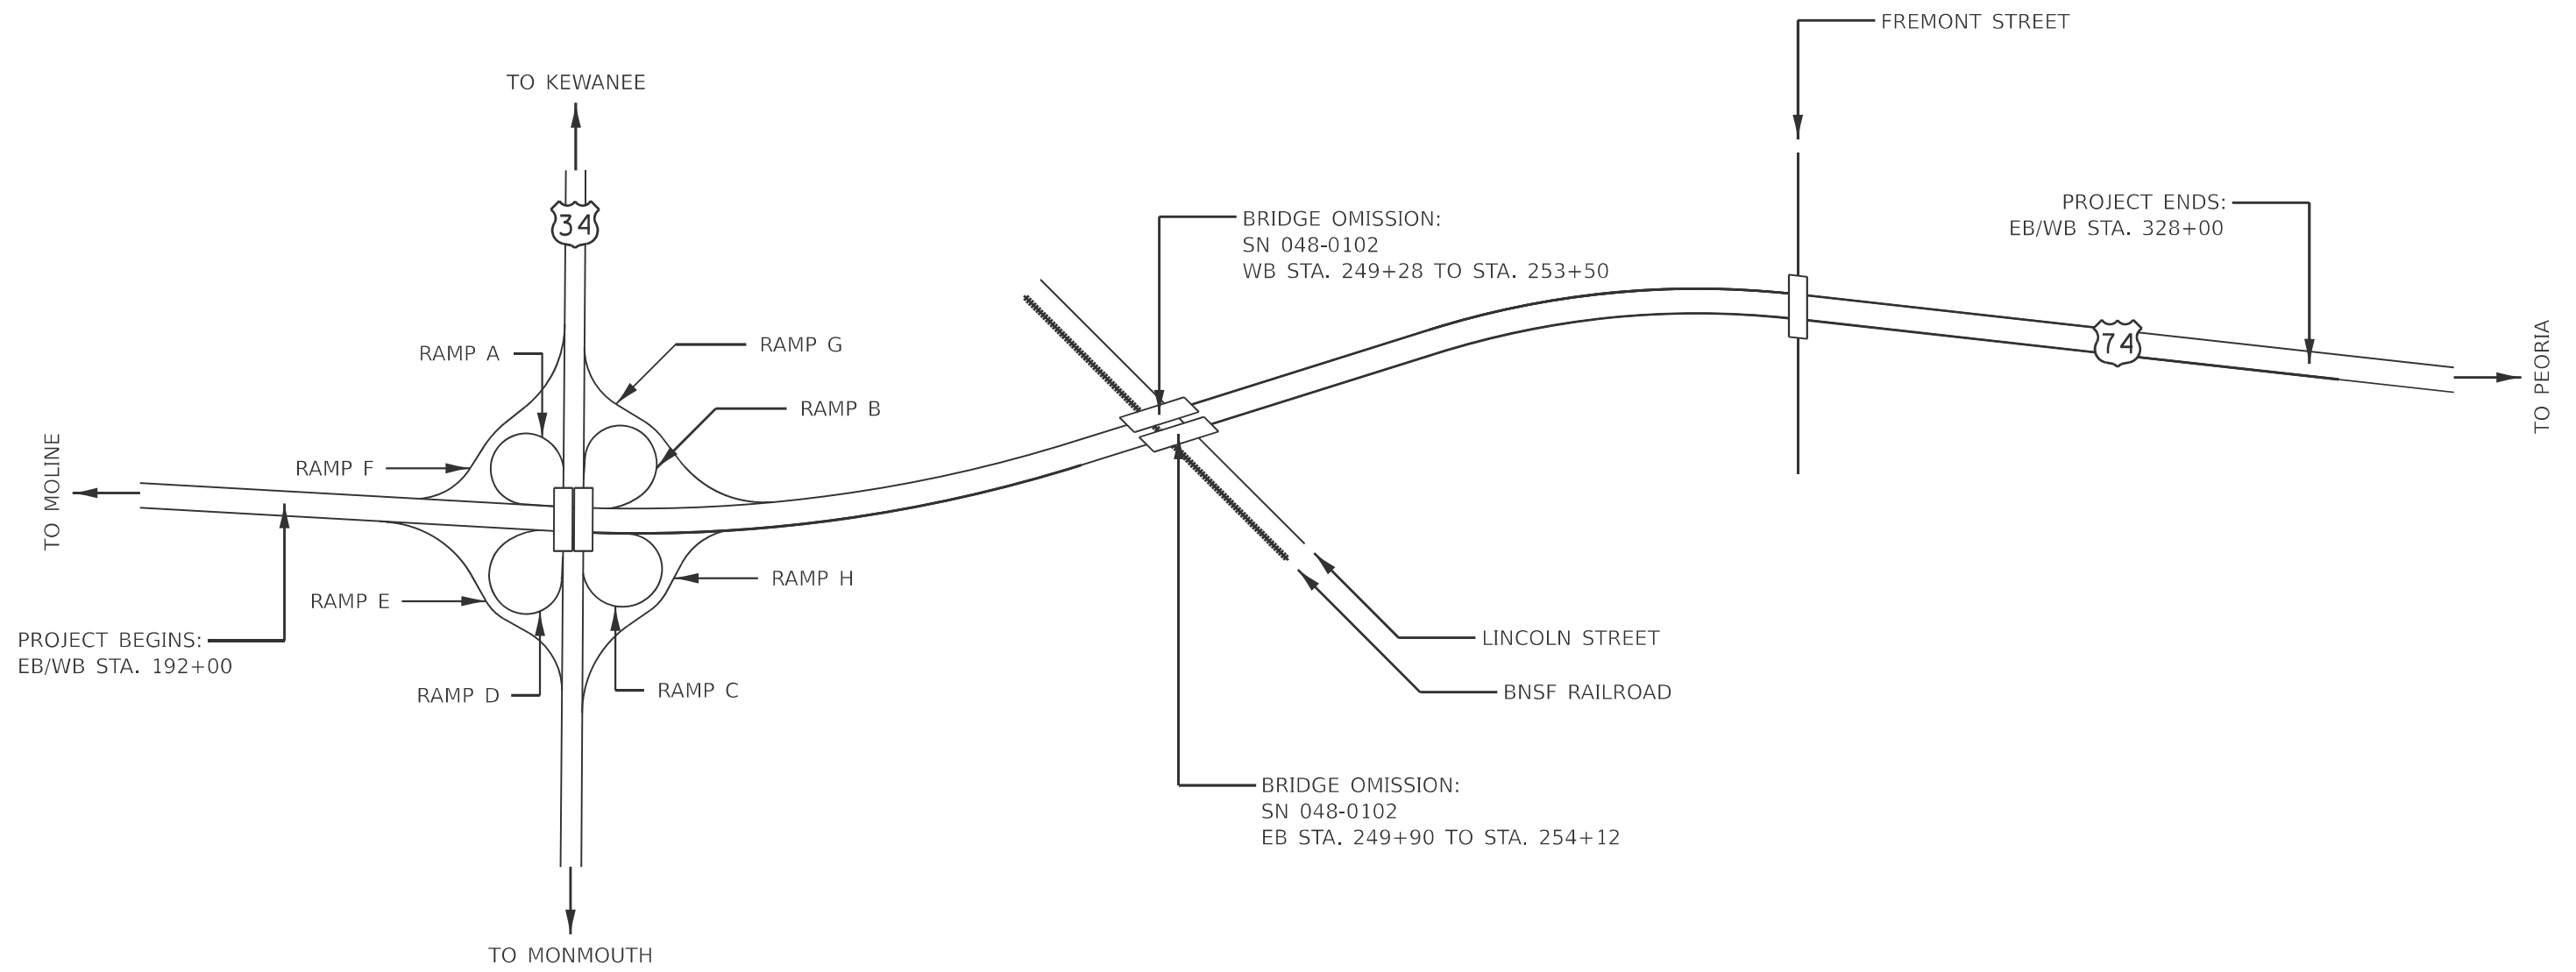 FREMONT STREET
TO KEWANEE
34
PROJECT ENDS:
EB/WB STA. 328+00
BRIDGE OMISSION:
SN 048-0102
WB STA. 249+28 TO STA. 253+50
RAMP A
RAMP G
74
TO PEORIA
RAMP B
TO MOLINE
RAMP F
RAMP H
RAMP E
PROJECT BEGINS:
EB/WB STA. 192+00
LINCOLN STREET
RAMP D
RAMP C
BNSF RAILROAD
BRIDGE OMISSION:
SN 048-0102
EB STA. 249+90 TO STA. 254+12
TO MONMOUTH